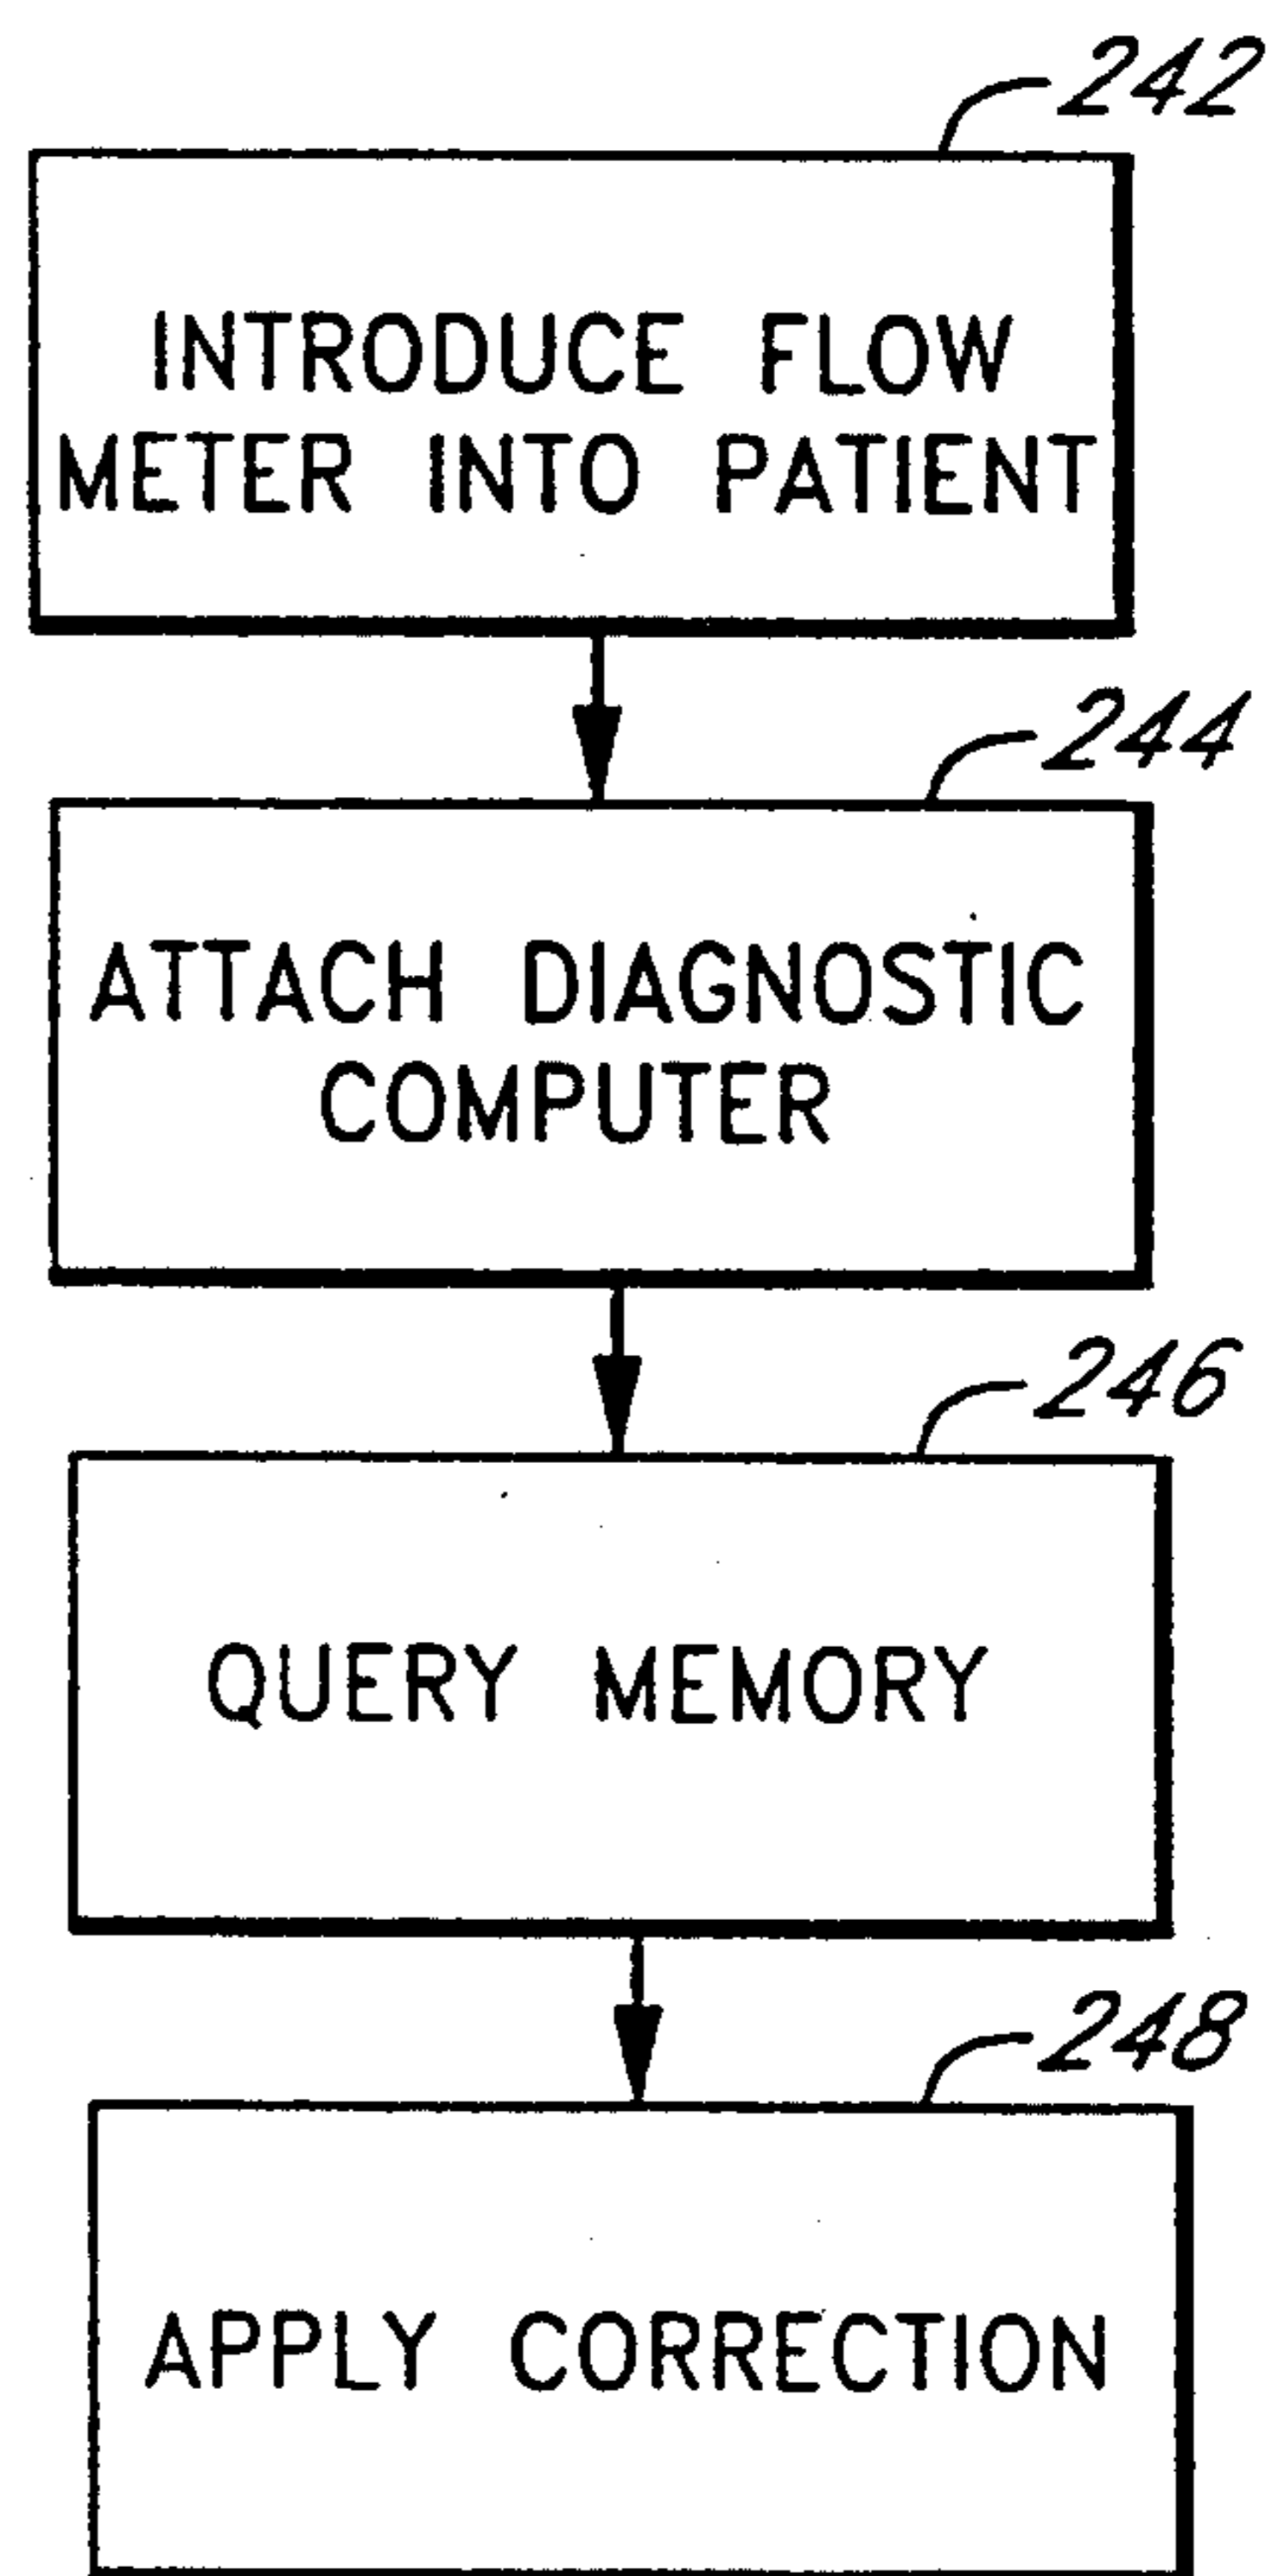 242
INTRODUCE FLOW
METER INTO PATIENT
244
ATTACH DIAGNOSTIC
COMPUTER
246
QUERY MEMORY
248
APPLY CORRECTION